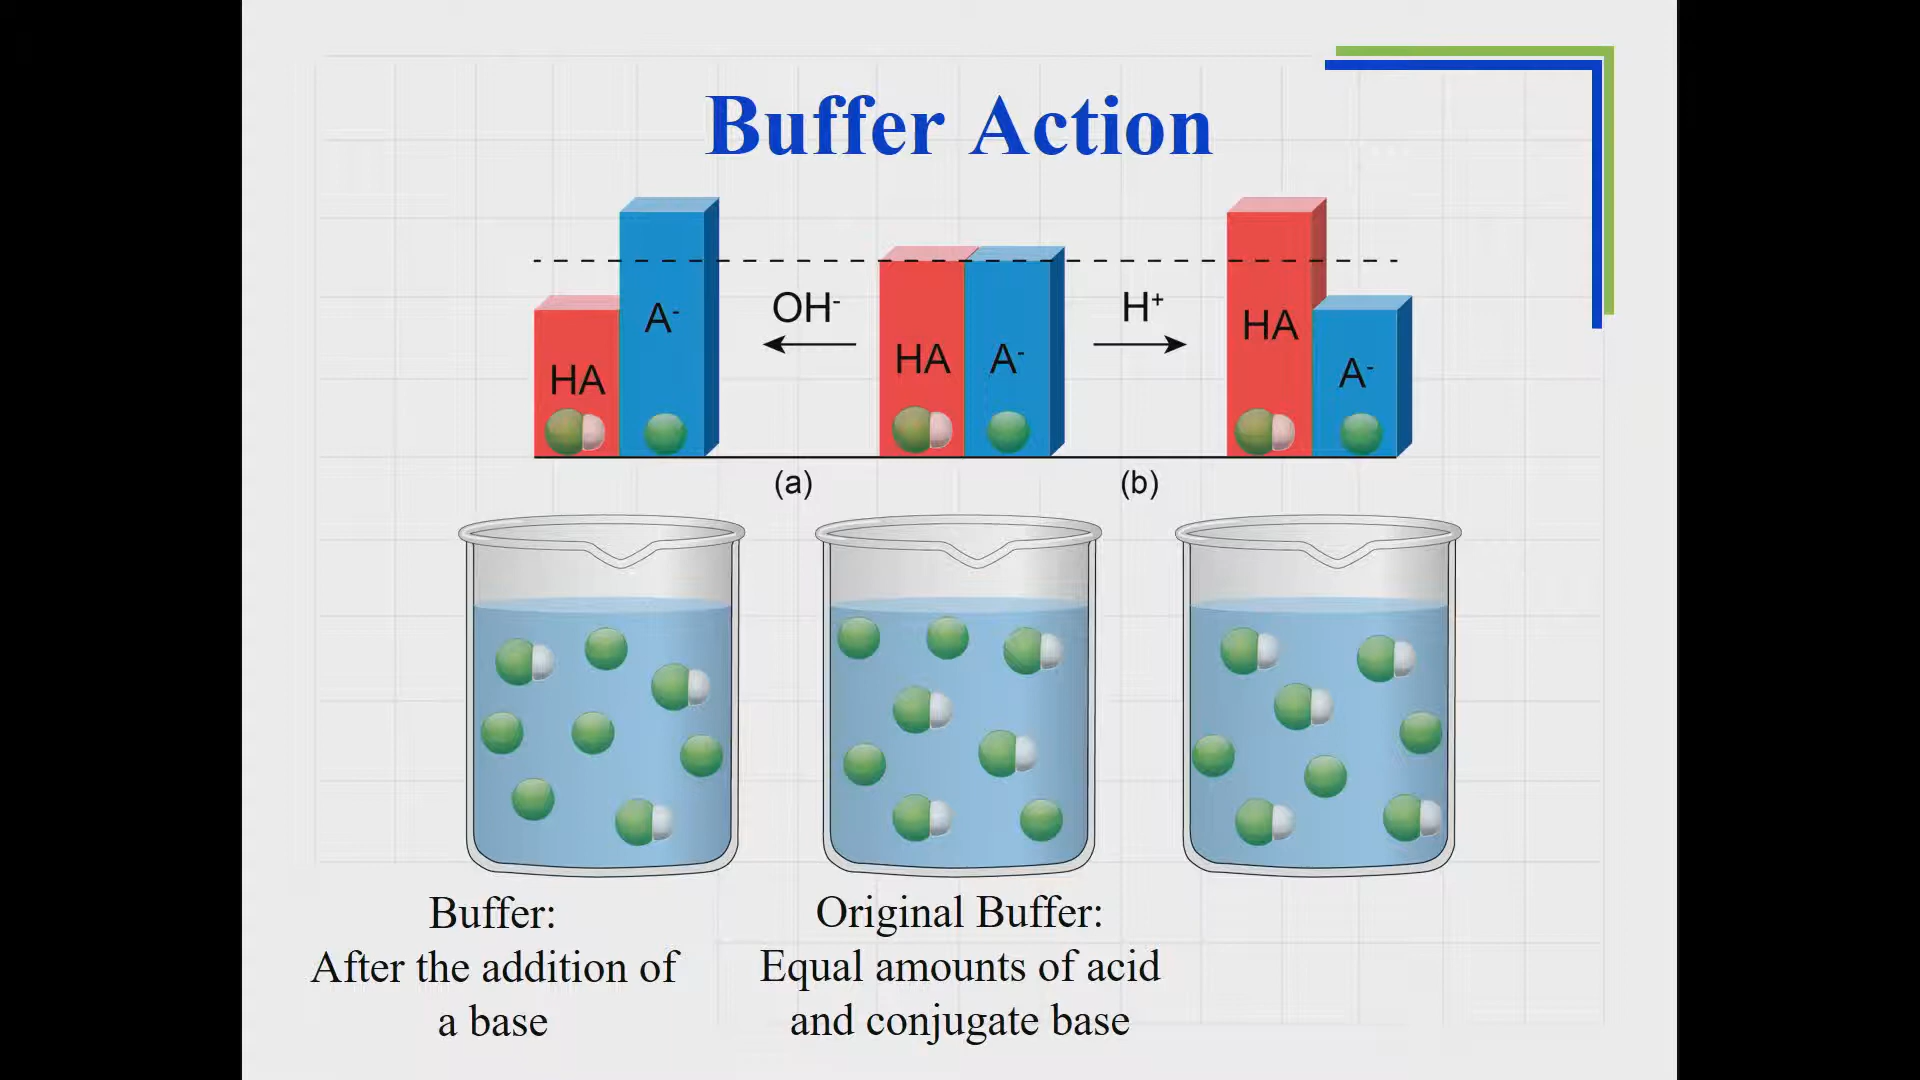 Buffer Action
HA
A-
OH-
HA
A-
H+
HA
A-
(a)
(b)
Buffer:
After the addition of
a base
Original Buffer:
Equal amounts of acid
and conjugate base